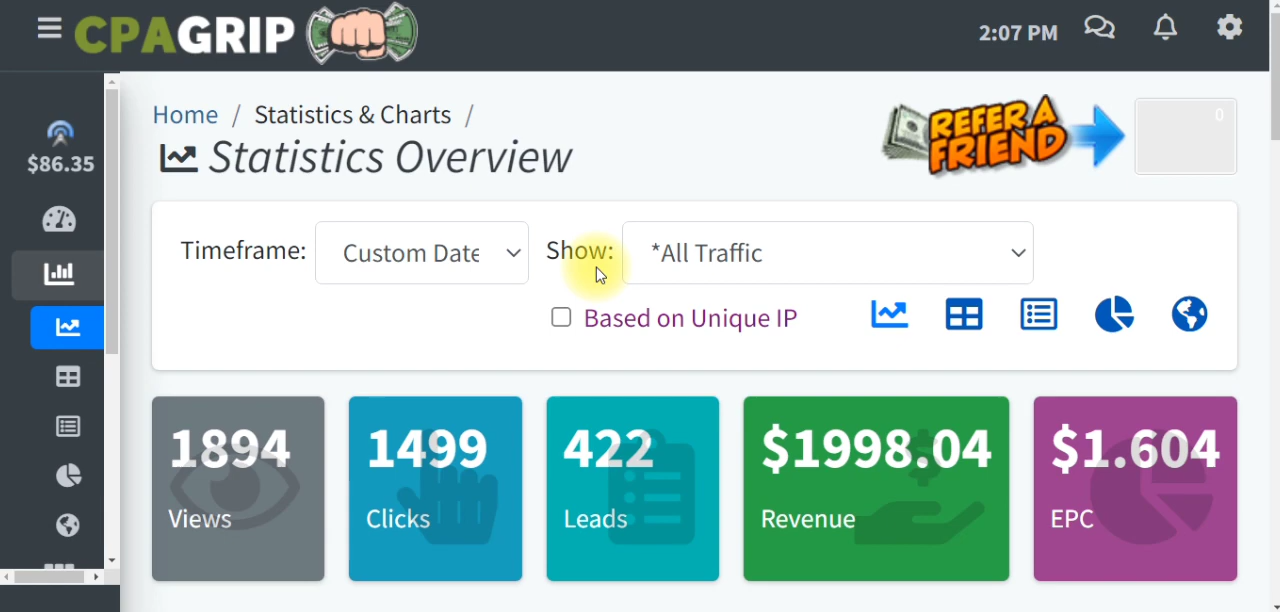 CPAGRIP
2:07 PM
$86.35
Home / Statistics & Charts /
Statistics Overview
REFER A
FRIEND
0
Timeframe: Custom Date Show: *All Traffic
Based on Unique IP
1894
Views
1499
Clicks
422
Leads
$1998.04
Revenue
$1.604
EPC